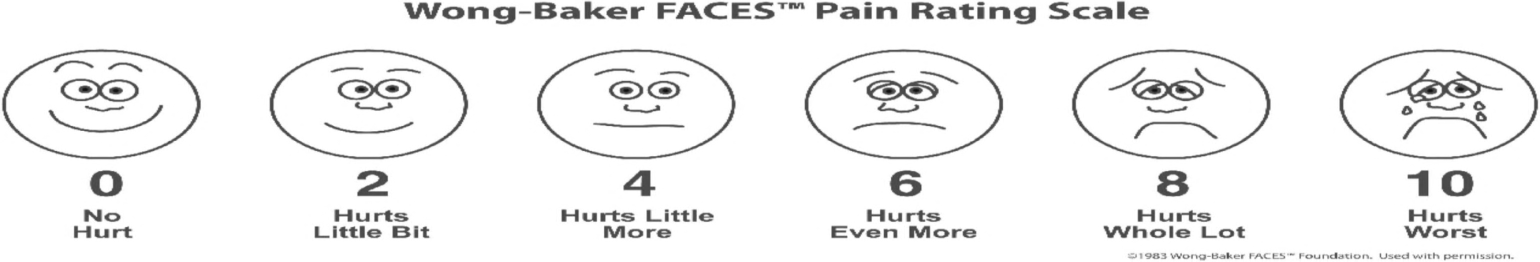 Wong-Baker FACES™ Pain Rating Scale
0
No
Hurt
2
Hurts
Little Bit
4
Hurts Little
More
6
Hurts
Even More
8
Hurts
Whole Lot
10
Hurts
Worst
©1983 Wong-Baker FACES™ Foundation. Used with permission.